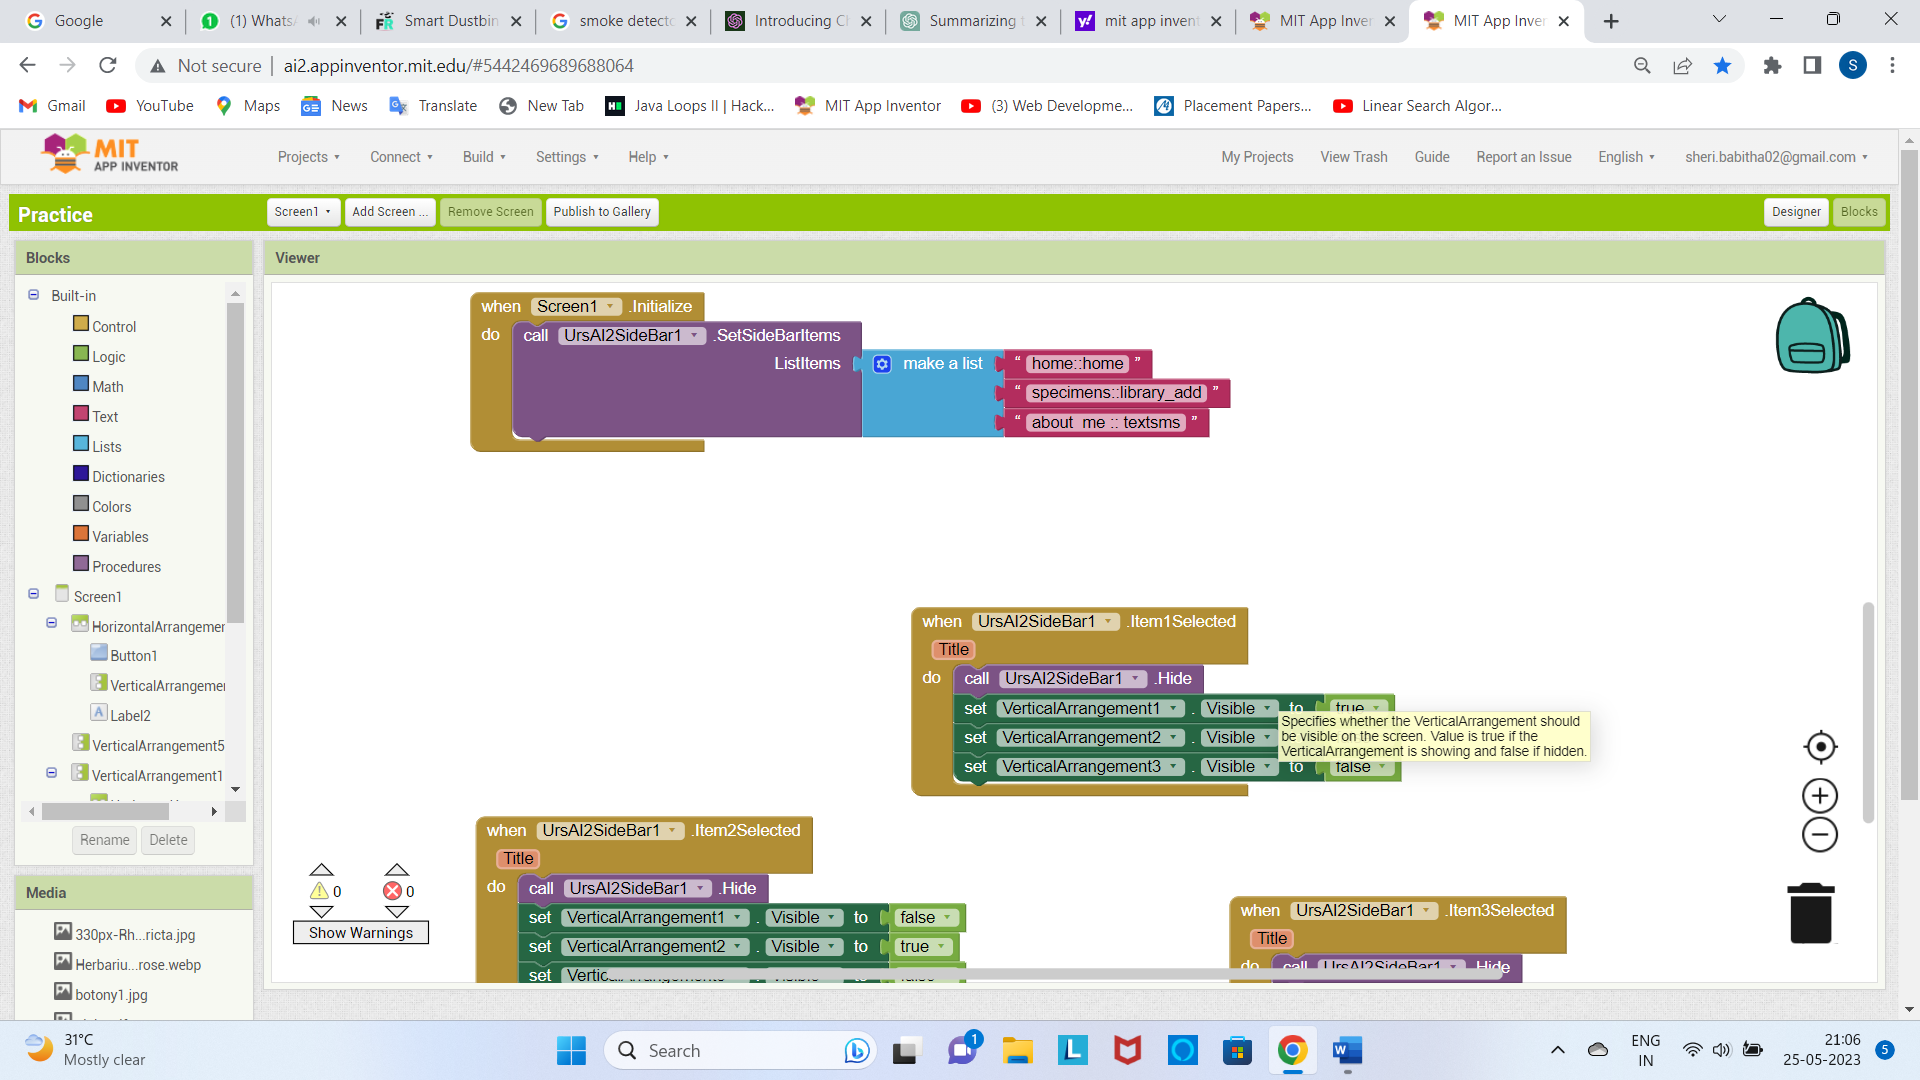 Google
(1) Whats
Smart Dustbin
smoke detecto
Introducing Ch
Summarizing t
mit app invent
MIT App Inven
MIT App Inven
Not secure | ai2.appinventor.mit.edu/#5442469689688064
S
Gmail YouTube Maps News Translate New Tab Java Loops II | Hack... MIT App Inventor (3) Web Developme... Placement Papers... Linear Search Algor...
MIT
APP INVENTOR
Projects Connect Build Settings Help My Projects View Trash Guide Report an Issue English sheri.babitha02@gmail.com
Practice Screen1 Add Screen ... Remove Screen Publish to Gallery Designer Blocks
Blocks
Built-in
Control
Logic
Math
Text
Lists
Dictionaries
Colors
Variables
Procedures
Screen1
HorizontalArrangemer
Button1
VerticalArrangemer
Label2
VerticalArrangement5
VerticalArrangement1
Rename Delete
Media
330px-Rh...ricta.jpg
Herbariu...rose.webp
botony1.jpg
Viewer
when Screen1 .Initialize
do call UrsAI2SideBar1 .SetSideBarItems
ListItems make a list “ home::home ”
“ specimens::library_add ”
“ about me :: textsms ”
when UrsAI2SideBar1 .Item1Selected
Title
do call UrsAI2SideBar1 .Hide
set VerticalArrangement1 . Visible to true
set VerticalArrangement2 . Visible
set VerticalArrangement3 . Visible to false
Specifies whether the VerticalArrangement should
be visible on the screen. Value is true if the
VerticalArrangement is showing and false if hidden.
when UrsAI2SideBar1 .Item2Selected
Title
do call UrsAI2SideBar1 .Hide
set VerticalArrangement1 . Visible to false
set VerticalArrangement2 . Visible to true
set
when UrsAI2SideBar1 .Item3Selected
Title
do call UrsAI2SideBar1 .Hide
0 0
Show Warnings
31°C
Mostly clear
Search
1
L
W
ENG
IN
21:06
25-05-2023
5